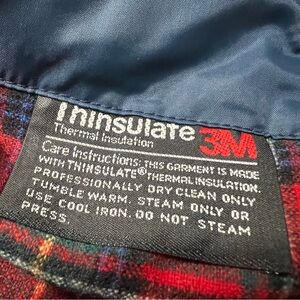 Thinsulate 3M
Thermal Insulation
Care Instructions: THIS GARMENT IS MADE
WITH THINSULATE® THERMAL INSULATION.
PROFESSIONALLY DRY CLEAN ONLY
TUMBLE WARM. STEAM ONLY OR
USE COOL IRON. DO NOT STEAM
PRESS.